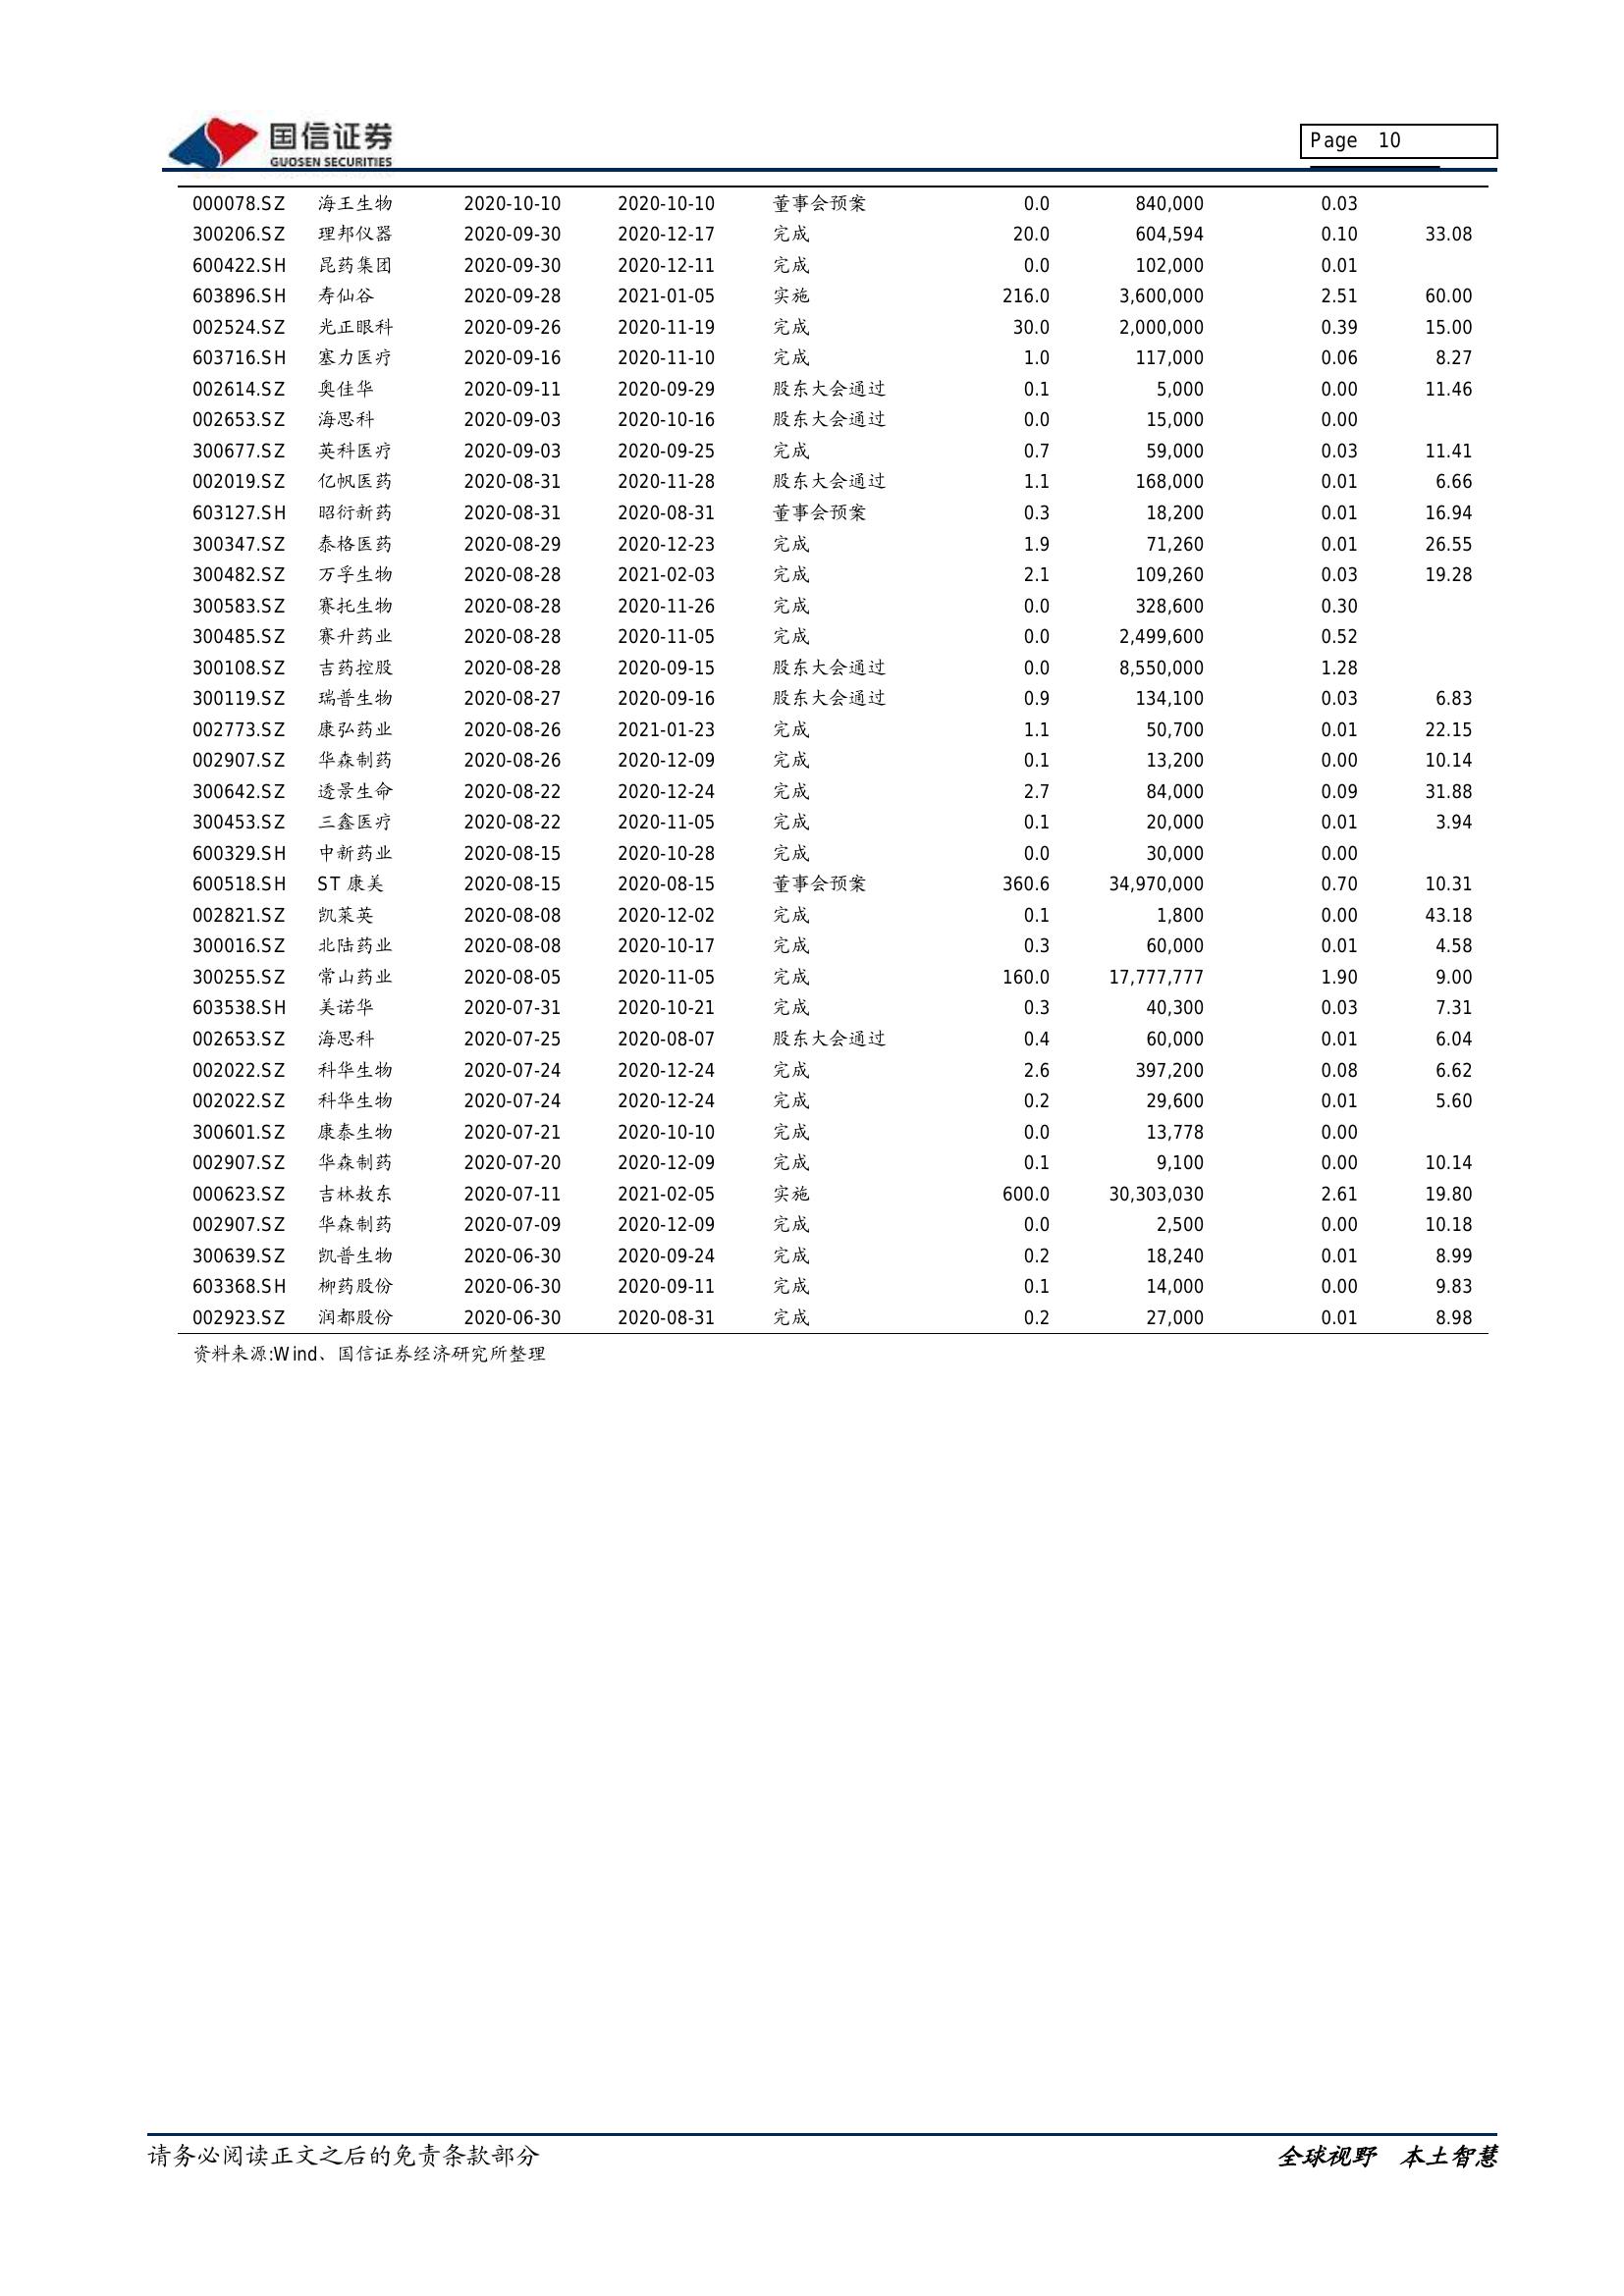 国信证券
GUOSEN SECURITIES
Page 10
000078.SZ 海王生物 2020-10-10 2020-10-10 董事会预案 0.0 840,000 0.03
300206.SZ 理邦仪器 2020-09-30 2020-12-17 完成 20.0 604,594 0.10 33.08
600422.SH 昆药集团 2020-09-30 2020-12-11 完成 0.0 102,000 0.01
603896.SH 寿仙谷 2020-09-28 2021-01-05 实施 216.0 3,600,000 2.51 60.00
002524.SZ 光正眼科 2020-09-26 2020-11-19 完成 30.0 2,000,000 0.39 15.00
603716.SH 塞力医疗 2020-09-16 2020-11-10 完成 1.0 117,000 0.06 8.27
002614.SZ 奥佳华 2020-09-11 2020-09-29 股东大会通过 0.1 5,000 0.00 11.46
002653.SZ 海思科 2020-09-03 2020-10-16 股东大会通过 0.0 15,000 0.00
300677.SZ 英科医疗 2020-09-03 2020-09-25 完成 0.7 59,000 0.03 11.41
002019.SZ 亿帆医药 2020-08-31 2020-11-28 股东大会通过 1.1 168,000 0.01 6.66
603127.SH 昭衍新药 2020-08-31 2020-08-31 董事会预案 0.3 18,200 0.01 16.94
300347.SZ 泰格医药 2020-08-29 2020-12-23 完成 1.9 71,260 0.01 26.55
300482.SZ 万孚生物 2020-08-28 2021-02-03 完成 2.1 109,260 0.03 19.28
300583.SZ 赛托生物 2020-08-28 2020-11-26 完成 0.0 328,600 0.30
300485.SZ 赛升药业 2020-08-28 2020-11-05 完成 0.0 2,499,600 0.52
300108.SZ 吉药控股 2020-08-28 2020-09-15 股东大会通过 0.0 8,550,000 1.28
300119.SZ 瑞普生物 2020-08-27 2020-09-16 股东大会通过 0.9 134,100 0.03 6.83
002773.SZ 康弘药业 2020-08-26 2021-01-23 完成 1.1 50,700 0.01 22.15
002907.SZ 华森制药 2020-08-26 2020-12-09 完成 0.1 13,200 0.00 10.14
300642.SZ 透景生命 2020-08-22 2020-12-24 完成 2.7 84,000 0.09 31.88
300453.SZ 三鑫医疗 2020-08-22 2020-11-05 完成 0.1 20,000 0.01 3.94
600329.SH 中新药业 2020-08-15 2020-10-28 完成 0.0 30,000 0.00
600518.SH ST 康美 2020-08-15 2020-08-15 董事会预案 360.6 34,970,000 0.70 10.31
002821.SZ 凯莱英 2020-08-08 2020-12-02 完成 0.1 1,800 0.00 43.18
300016.SZ 北陆药业 2020-08-08 2020-10-17 完成 0.3 60,000 0.01 4.58
300255.SZ 常山药业 2020-08-05 2020-11-05 完成 160.0 17,777,777 1.90 9.00
603538.SH 美诺华 2020-07-31 2020-10-21 完成 0.3 40,300 0.03 7.31
002653.SZ 海思科 2020-07-25 2020-08-07 股东大会通过 0.4 60,000 0.01 6.04
002022.SZ 科华生物 2020-07-24 2020-12-24 完成 2.6 397,200 0.08 6.62
002022.SZ 科华生物 2020-07-24 2020-12-24 完成 0.2 29,600 0.01 5.60
300601.SZ 康泰生物 2020-07-21 2020-10-10 完成 0.0 13,778 0.00
002907.SZ 华森制药 2020-07-20 2020-12-09 完成 0.1 9,100 0.00 10.14
000623.SZ 吉林敖东 2020-07-11 2021-02-05 实施 600.0 30,303,030 2.61 19.80
002907.SZ 华森制药 2020-07-09 2020-12-09 完成 0.0 2,500 0.00 10.18
300639.SZ 凯普生物 2020-06-30 2020-09-24 完成 0.2 18,240 0.01 8.99
603368.SH 柳药股份 2020-06-30 2020-09-11 完成 0.1 14,000 0.00 9.83
002923.SZ 润都股份 2020-06-30 2020-08-31 完成 0.2 27,000 0.01 8.98
资料来源:Wind、国信证券经济研究所整理
请务必阅读正文之后的免责条款部分 全球视野 本土智慧